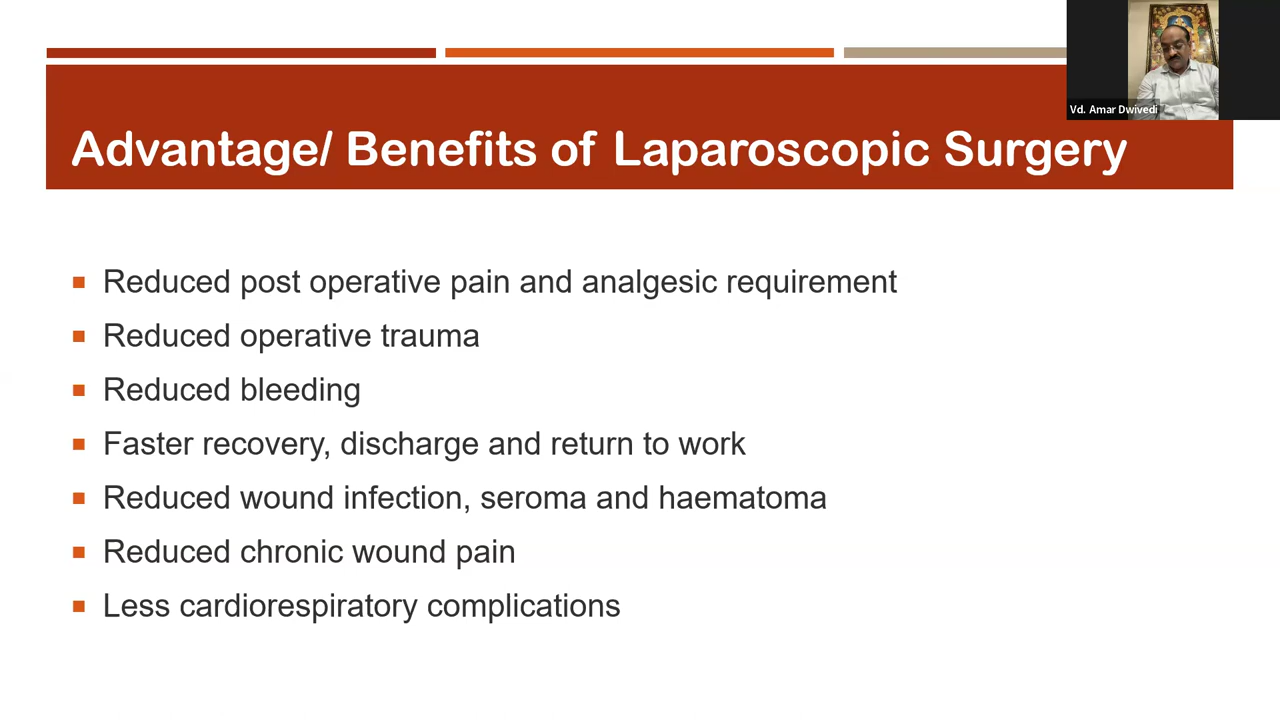 Vd. Amar Dwivedi
Advantage/ Benefits of Laparoscopic Surgery
Reduced post operative pain and analgesic requirement
Reduced operative trauma
Reduced bleeding
Faster recovery, discharge and return to work
Reduced wound infection, seroma and haematoma
Reduced chronic wound pain
Less cardiorespiratory complications